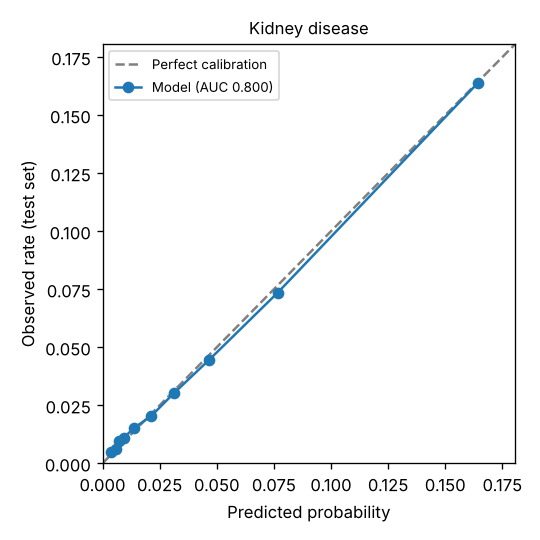 Kidney disease
Perfect calibration
Model (AUC 0.800)
Observed rate (test set)
0.175
0.150
0.125
0.100
0.075
0.050
0.025
0.000
0.000 0.025 0.050 0.075 0.100 0.125 0.150 0.175
Predicted probability